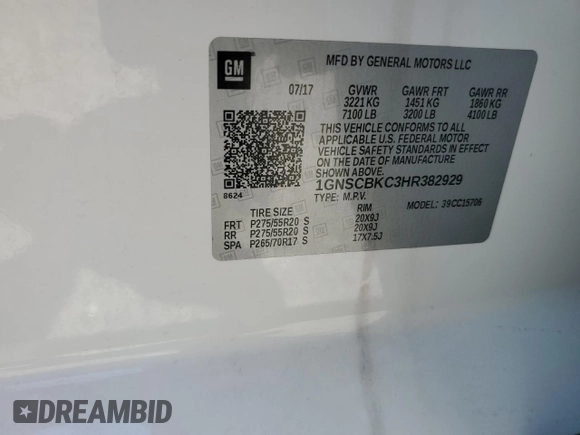 GM
MFD BY GENERAL MOTORS LLC
07/17 GVWR GAWR FRT GAWR RR
3221 KG 1451 KG 1860 KG
7100 LB 3200 LB 4100 LB
THIS VEHICLE CONFORMS TO ALL
APPLICABLE U.S. FEDERAL MOTOR
VEHICLE SAFETY STANDARDS IN EFFECT
ON THE DATE OF MANUFACTURE
SHOWN ABOVE.
1GNSCBKC3HR382929
8624
TYPE: M.P.V. MODEL: 39CC15706
TIRE SIZE RIM
FRT P275/55R20 S 20X9J
RR P275/55R20 S 20X9J
SPA P265/70R17 S 17X7.5J
DREAMBID